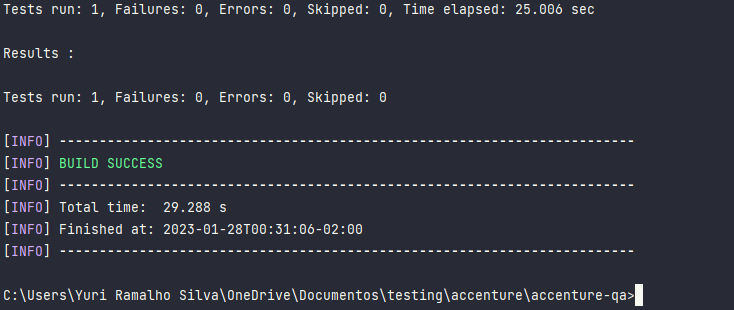 Tests run: 1, Failures: 0, Errors: 0, Skipped: 0, Time elapsed: 25.006 sec
Results :
Tests run: 1, Failures: 0, Errors: 0, Skipped: 0
[INFO] ------------------------------------------------------------------------
[INFO] BUILD SUCCESS
[INFO] ------------------------------------------------------------------------
[INFO] Total time:  29.288 s
[INFO] Finished at: 2023-01-28T00:31:06-02:00
[INFO] ------------------------------------------------------------------------
C:\Users\Yuri Ramalho Silva\OneDrive\Documentos\testing\accenture\accenture-qa>